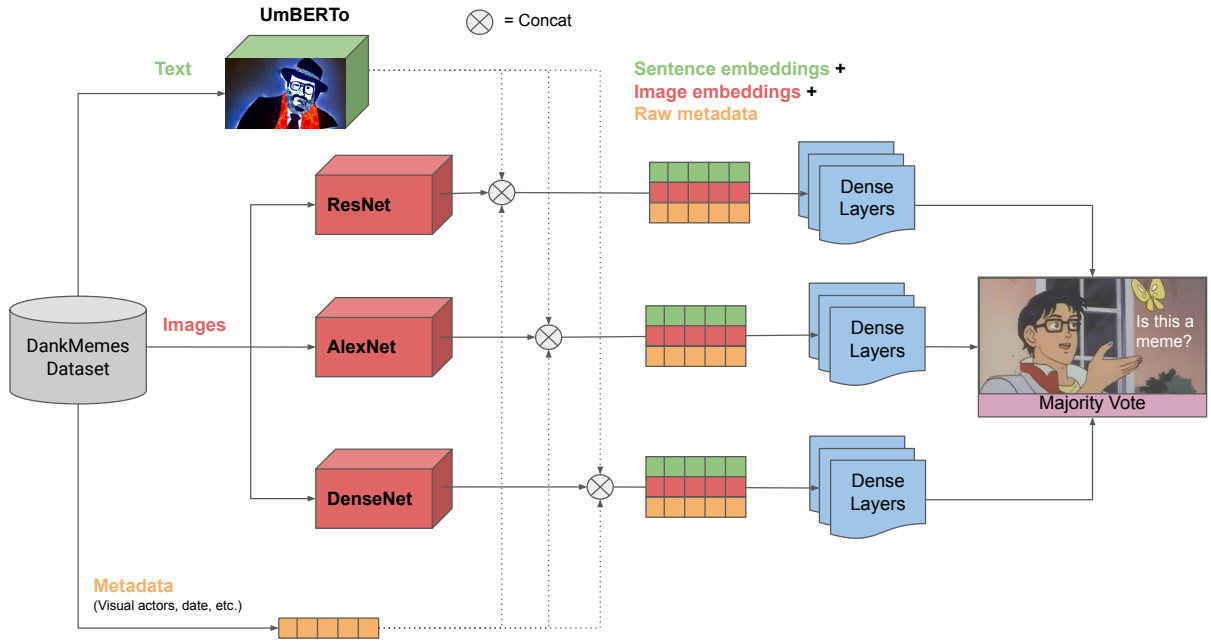 UmBERTo
= Concat
Text
Sentence embeddings +
Image embeddings +
Raw metadata
ResNet
Dense
Layers
DankMemes
Dataset
Images
AlexNet
Dense
Layers
Is this a
meme?
Majority Vote
DenseNet
Dense
Layers
Metadata
(Visual actors, date, etc.)